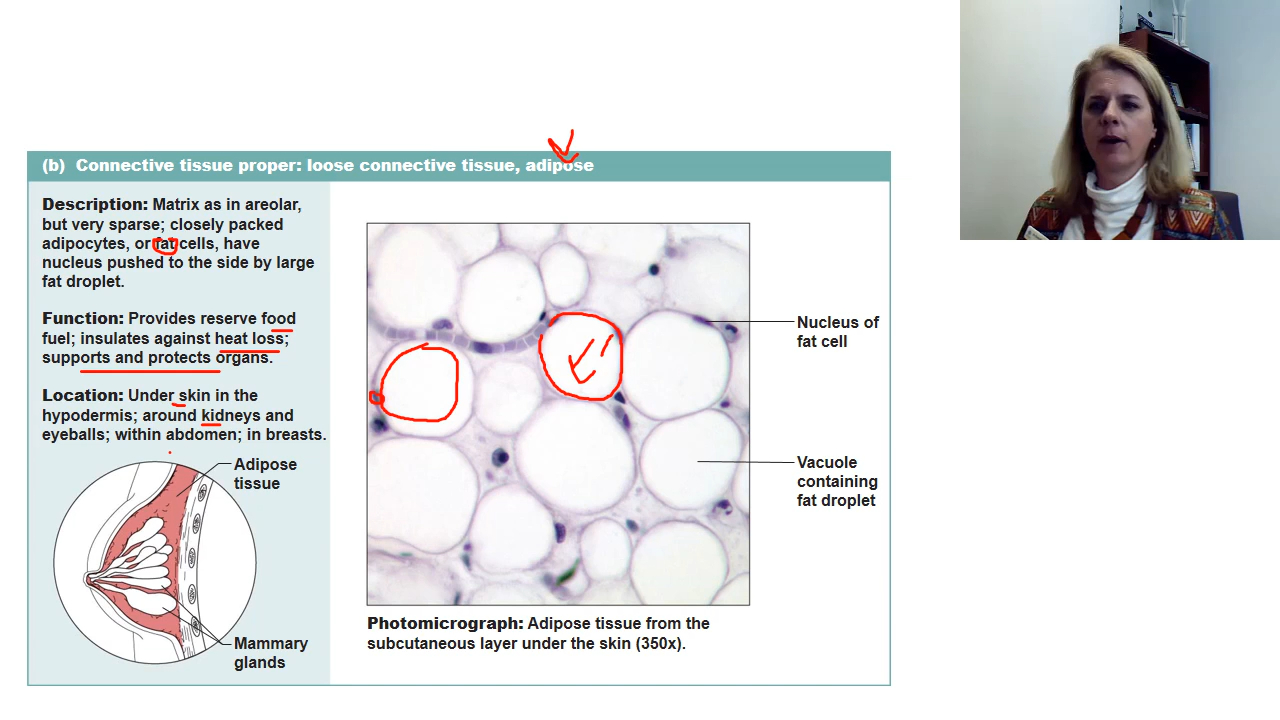 (b) Connective tissue proper: loose connective tissue, adipose
Description: Matrix as in areolar,
but very sparse; closely packed
adipocytes, or fat cells, have
nucleus pushed to the side by large
fat droplet.
Function: Provides reserve food
fuel; insulates against heat loss;
supports and protects organs.
Location: Under skin in the
hypodermis; around kidneys and
eyeballs; within abdomen; in breasts.
Adipose
tissue
Mammary
glands
Nucleus of
fat cell
Vacuole
containing
fat droplet
Photomicrograph: Adipose tissue from the
subcutaneous layer under the skin (350x).